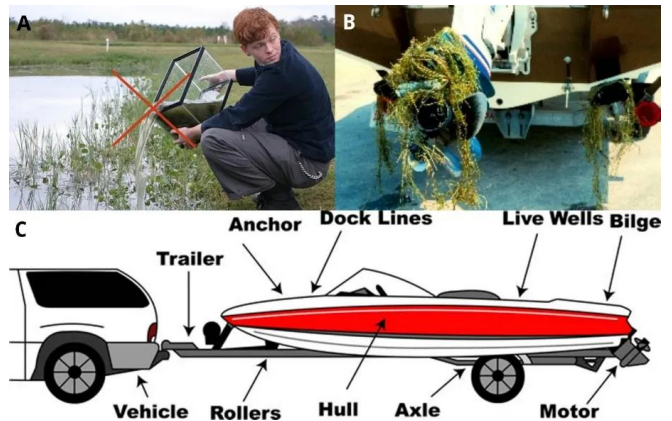 A
B
C
Anchor
Dock Lines
Live Wells
Bilge
Trailer
Vehicle
Rollers
Hull
Axle
Motor